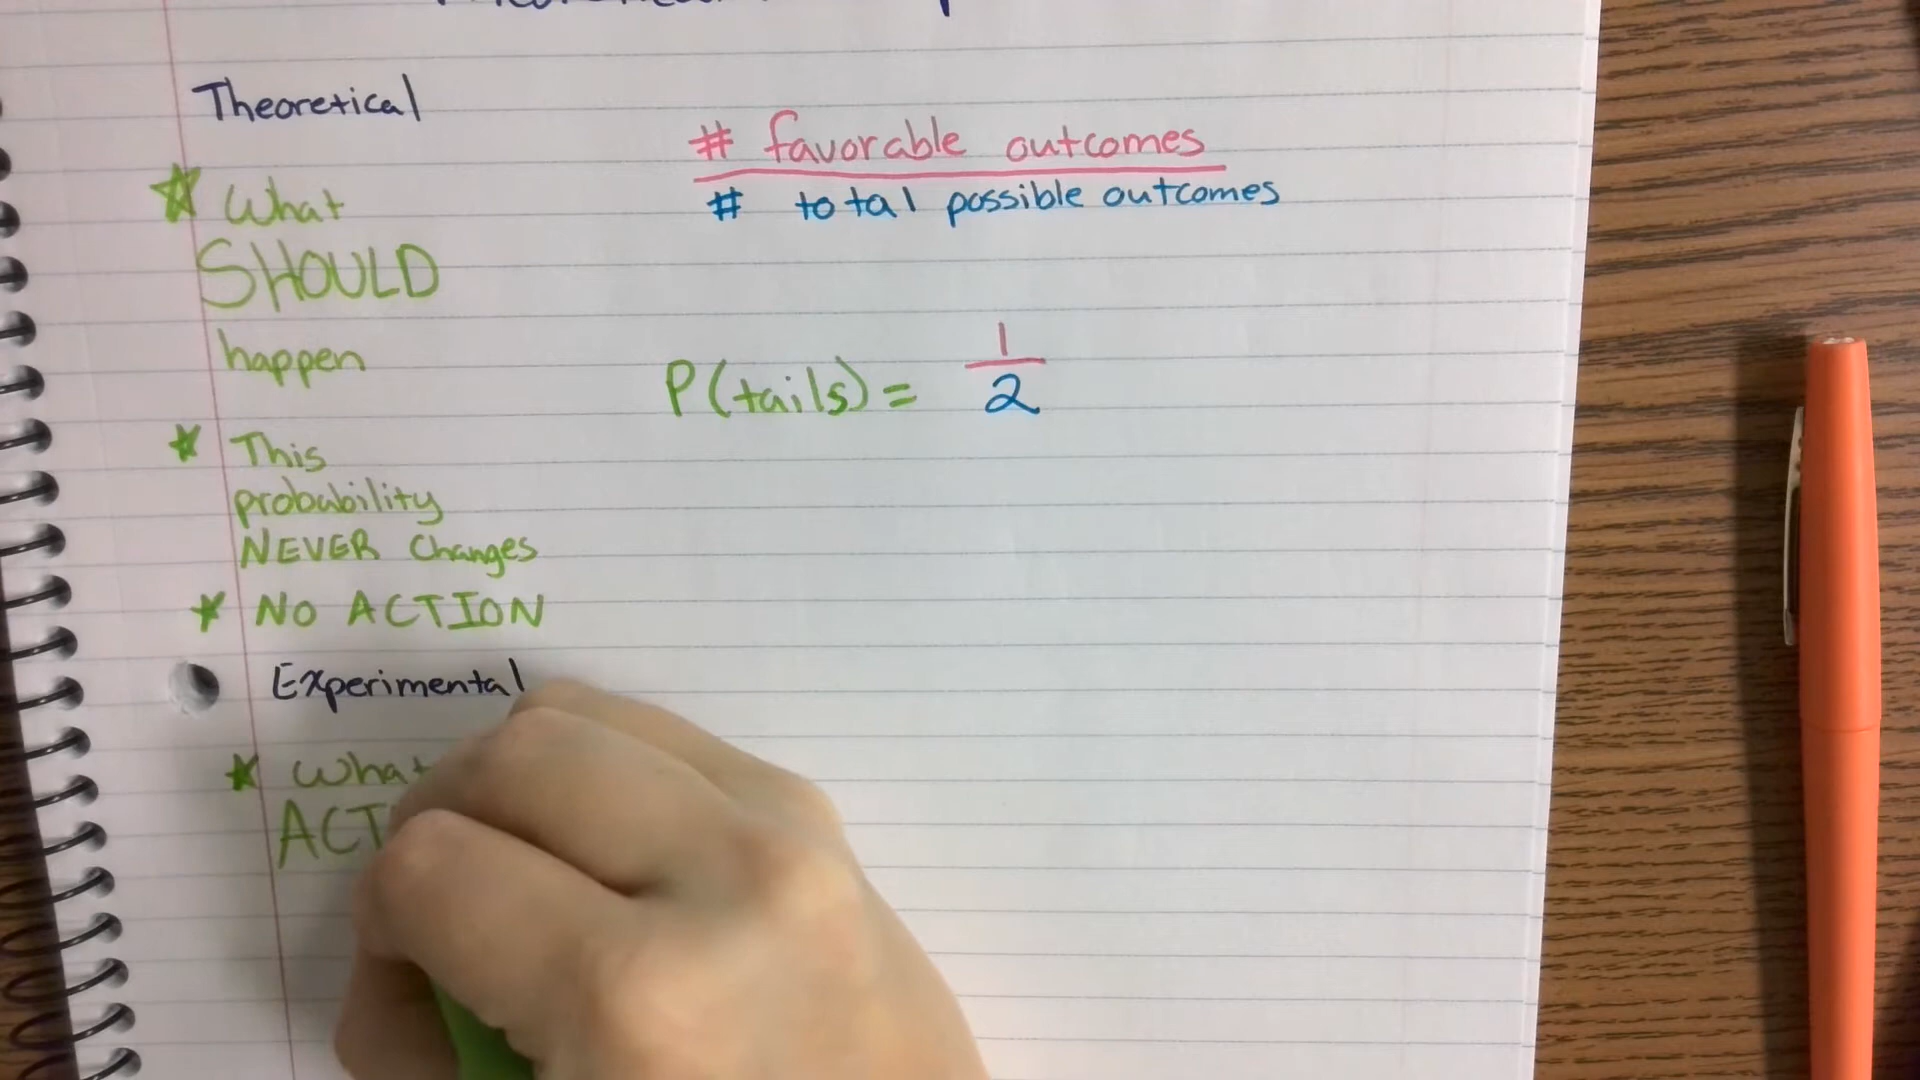 Theoretical
# favorable outcomes
# total possible outcomes
What
SHOULD
happen
P(tails) = 1/2
This
probability
NEVER Changes
NO ACTION
Experimental
What